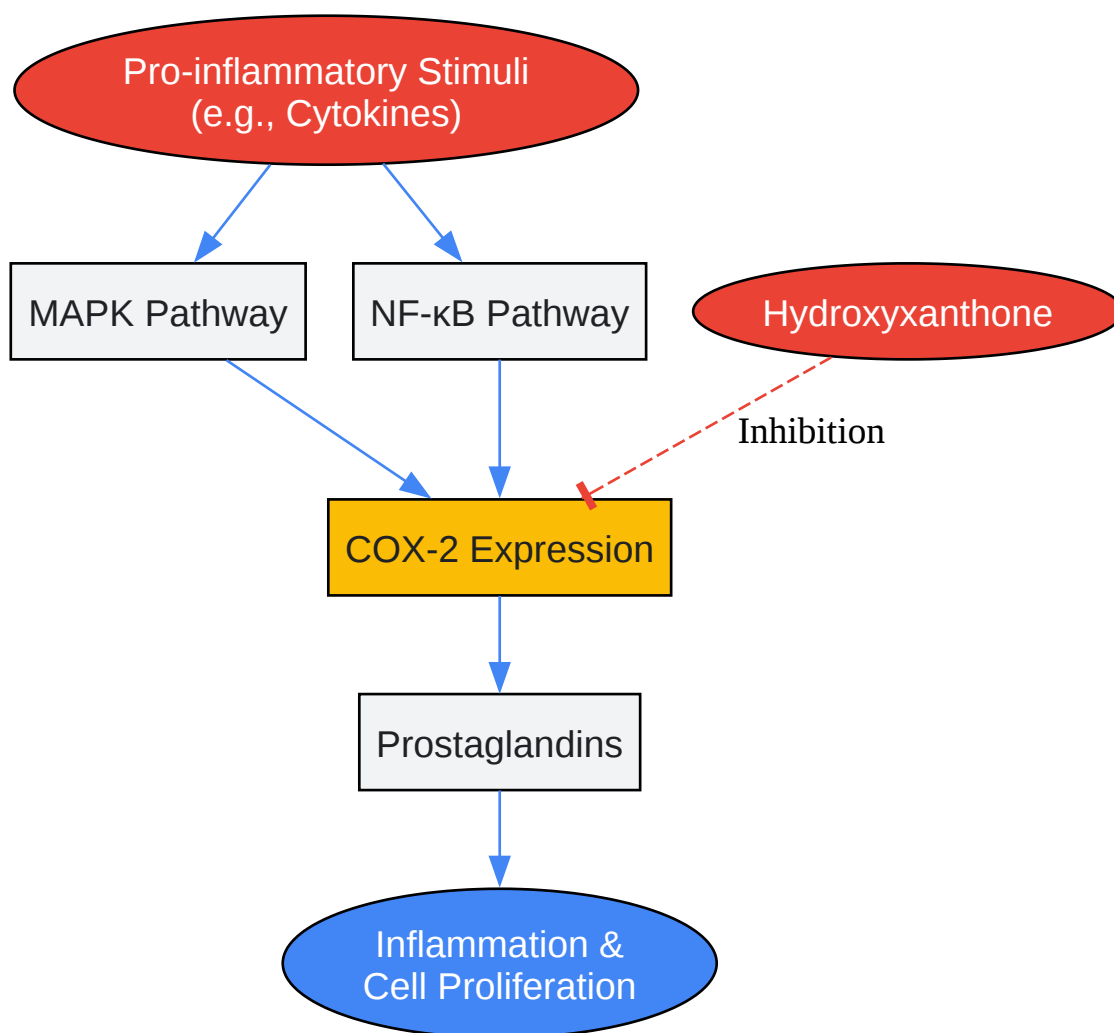 Pro-inflammatory Stimuli
(e.g., Cytokines)
MAPK Pathway
NF-κB Pathway
Hydroxyxanthone
Inhibition
COX-2 Expression
Prostaglandins
Inflammation &
Cell Proliferation